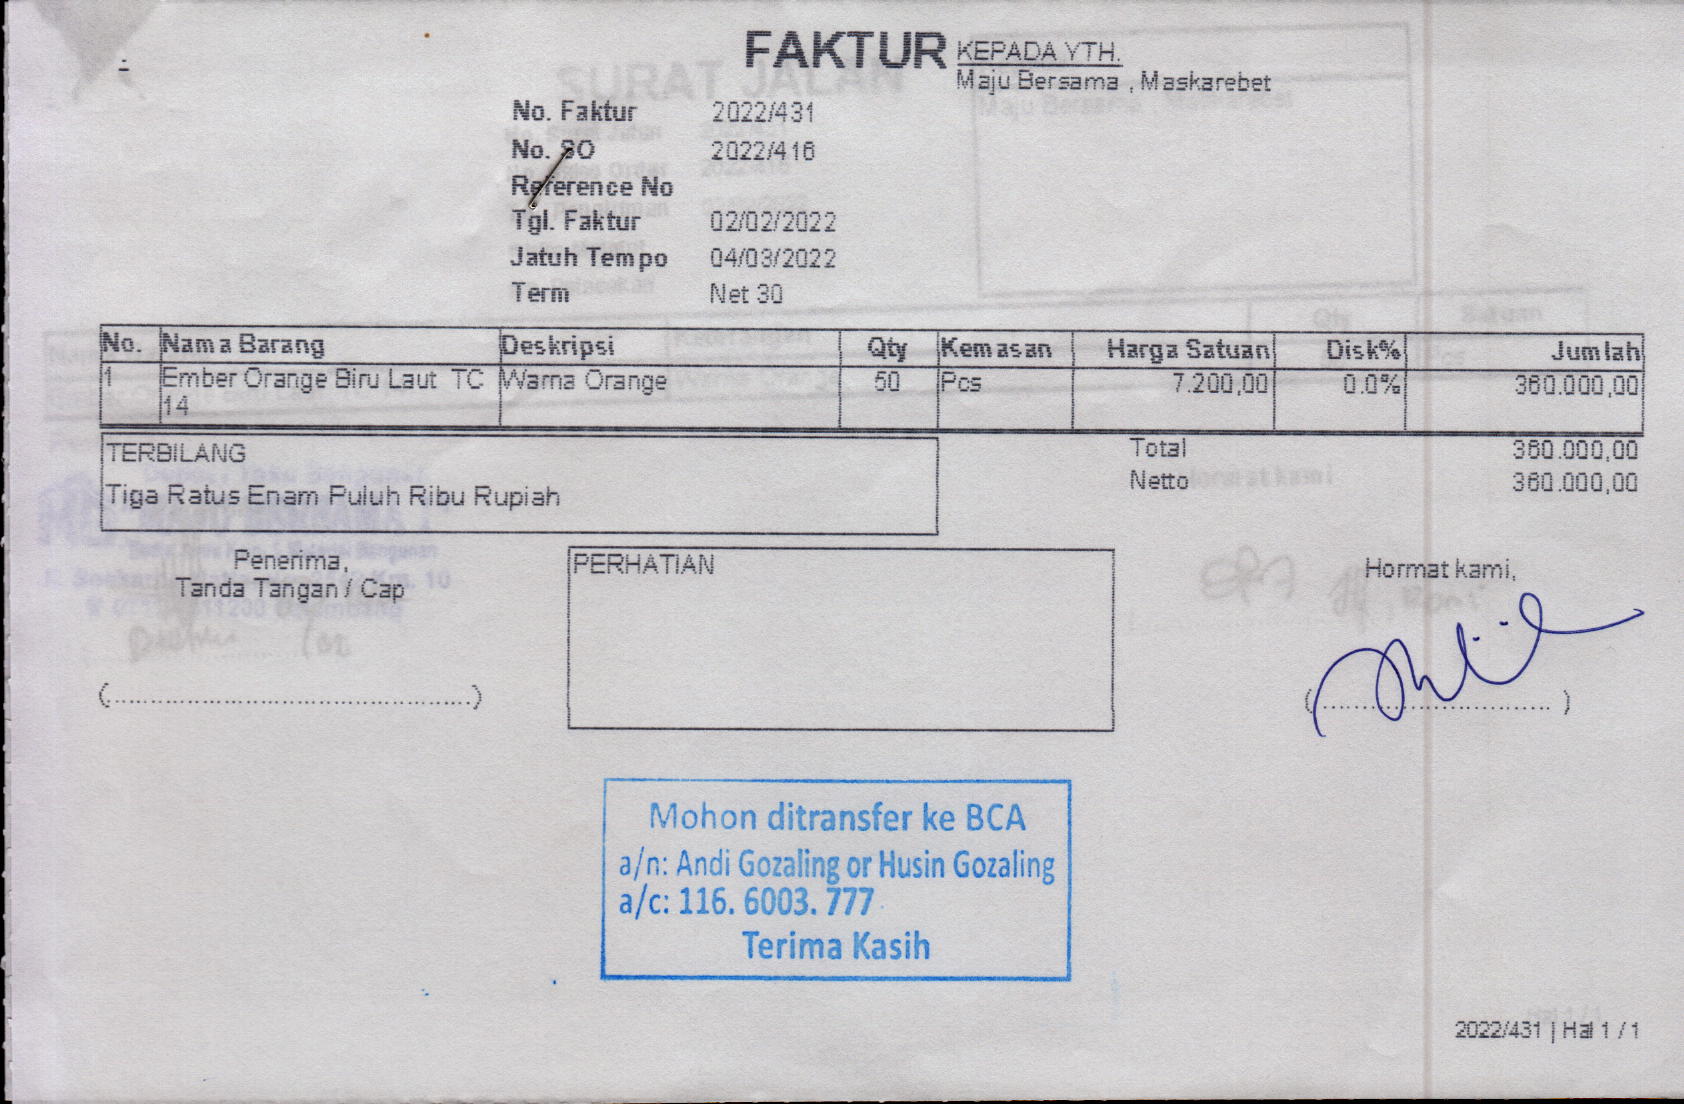 FAKTUR
KEPADA YTH.
Maju Bersama , Maskarebet
No. Faktur 2022/431
No. SO 2022/416
Reference No
Tgl. Faktur 02/02/2022
Jatuh Tempo 04/03/2022
Term Net 30
No. Nama Barang Deskripsi Qty Kemasan Harga Satuan Disk% Jumlah
1 Ember Orange Biru Laut TC Warna Orange 50 Pcs 7.200,00 0.0% 360.000,00
14
TERBILANG
Tiga Ratus Enam Puluh Ribu Rupiah
Total 360.000,00
Netto 360.000,00
Penerima,
Tanda Tangan / Cap
PERHATIAN
Hormat kami,
(...............................................)
(.............................. )
Mohon ditransfer ke BCA
a/n: Andi Gozaling or Husin Gozaling
a/c: 116. 6003. 777
Terima Kasih
2022/431 | Hal 1 / 1